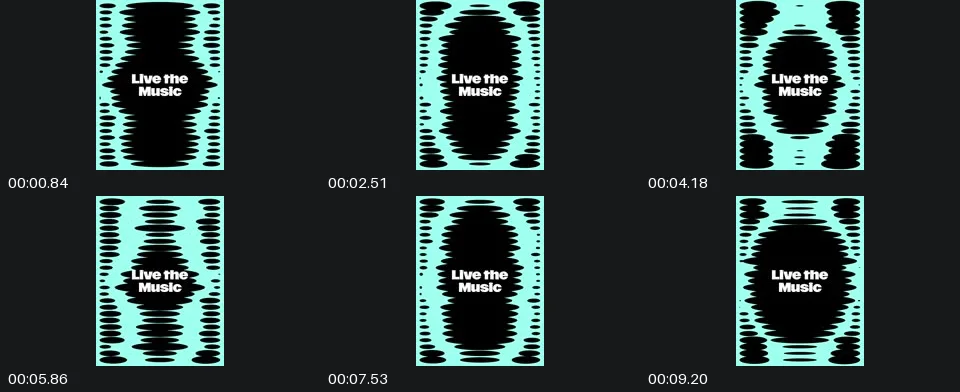 Live the
Music
00:00.84
Live the
Music
00:02.51
Live the
Music
00:04.18
Live the
Music
00:05.86
Live the
Music
00:07.53
Live the
Music
00:09.20